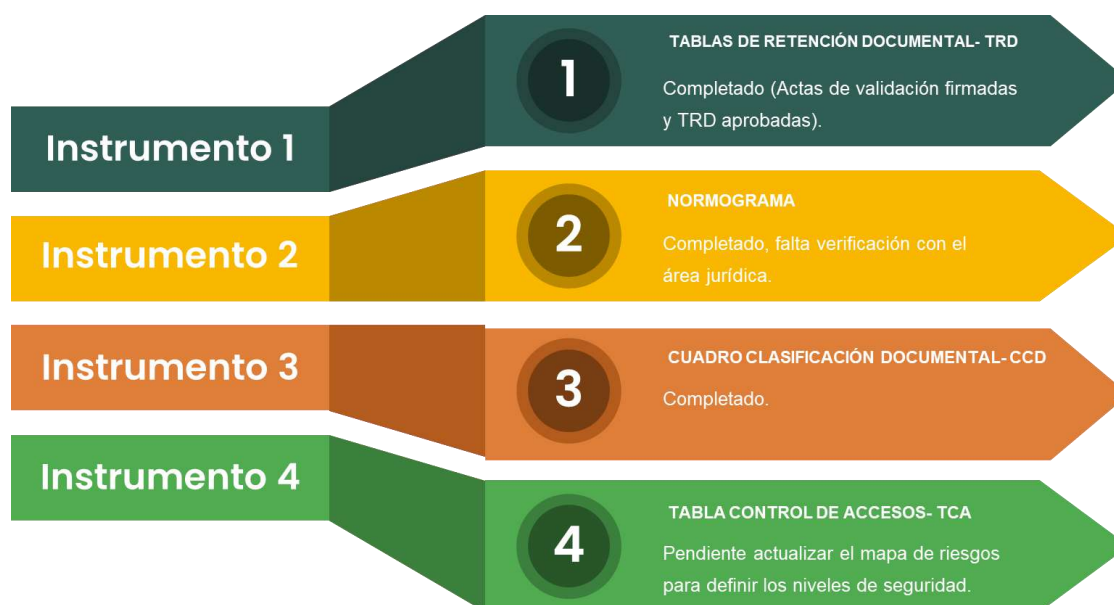 Instrumento 1
1
TABLAS DE RETENCIÓN DOCUMENTAL- TRD
Completado (Actas de validación firmadas
y TRD aprobadas).
Instrumento 2
2
NORMOGRAMA
Completado, falta verificación con el
área jurídica.
Instrumento 3
3
CUADRO CLASIFICACIÓN DOCUMENTAL- CCD
Completado.
Instrumento 4
4
TABLA CONTROL DE ACCESOS- TCA
Pendiente actualizar el mapa de riesgos
para definir los niveles de seguridad.